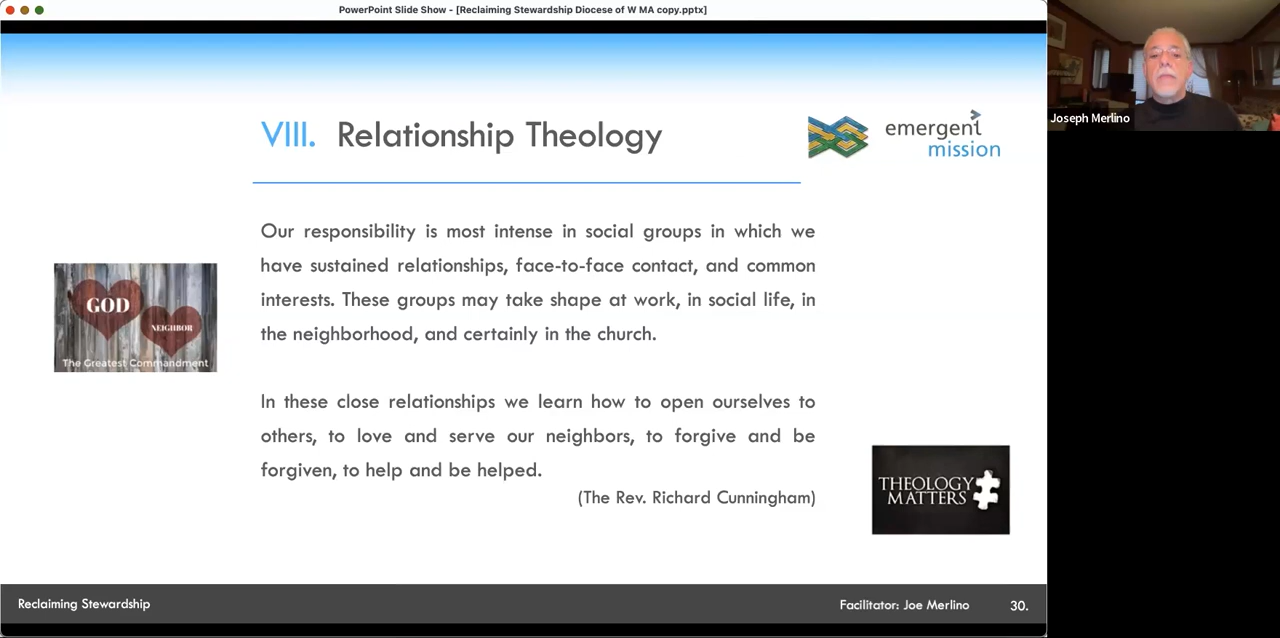 PowerPoint Slide Show - [Reclaiming Stewardship Diocese of W MA copy.pptx]
Joseph Merlino
VIII. Relationship Theology
emergent
mission
Our responsibility is most intense in social groups in which we
have sustained relationships, face-to-face contact, and common
interests. These groups may take shape at work, in social life, in
the neighborhood, and certainly in the church.
GOD
NEIGHBOR
The Greatest Commandment
In these close relationships we learn how to open ourselves to
others, to love and serve our neighbors, to forgive and be
forgiven, to help and be helped.
(The Rev. Richard Cunningham)
THEOLOGY
MATTERS
Reclaiming Stewardship
Facilitator: Joe Merlino
30.